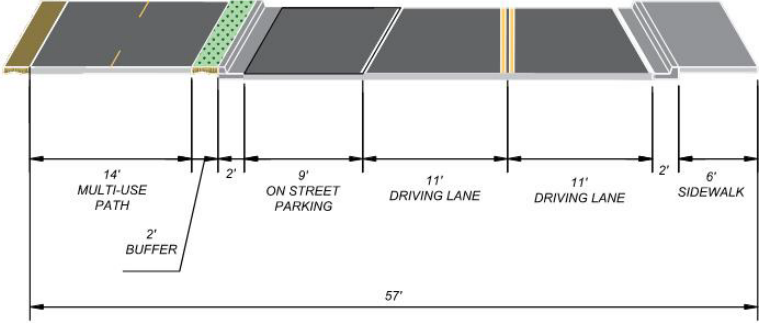 14'
MULTI-USE
PATH
2'
BUFFER
2'
9'
ON STREET
PARKING
11'
DRIVING LANE
11'
DRIVING LANE
2'
6'
SIDEWALK
57'